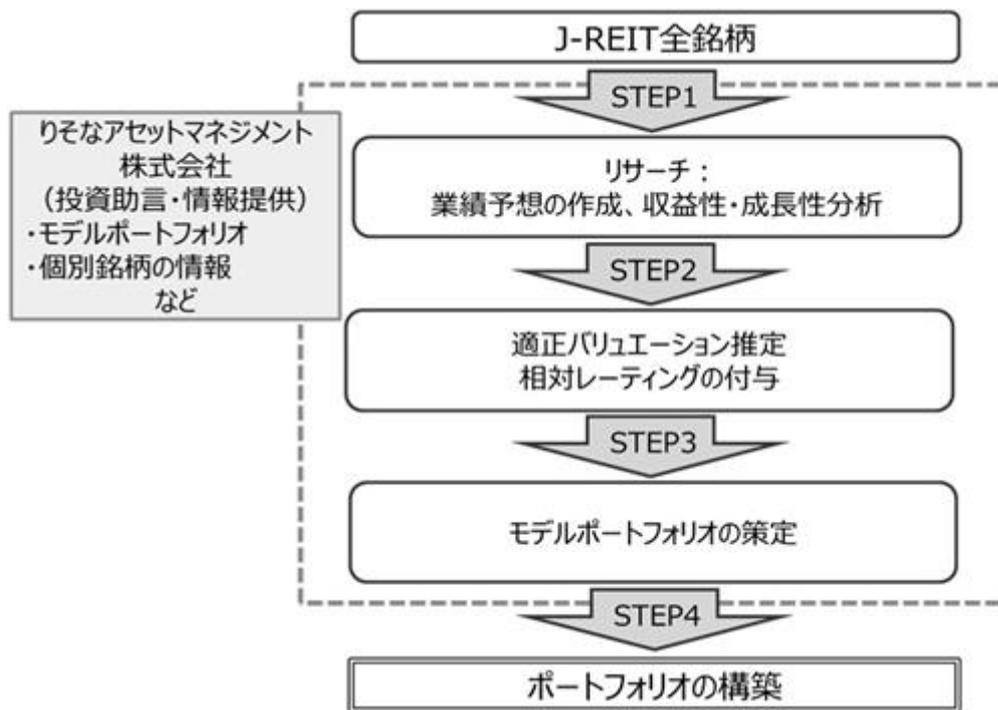 J-REIT全銘柄
STEP1
りそなアセットマネジメント
株式会社
（投資助言・情報提供）
・モデルポートフォリオ
・個別銘柄の情報
など
リサーチ：
業績予想の作成、収益性・成長性分析
STEP2
適正バリュエーション推定
相対レーティングの付与
STEP3
モデルポートフォリオの策定
STEP4
ポートフォリオの構築